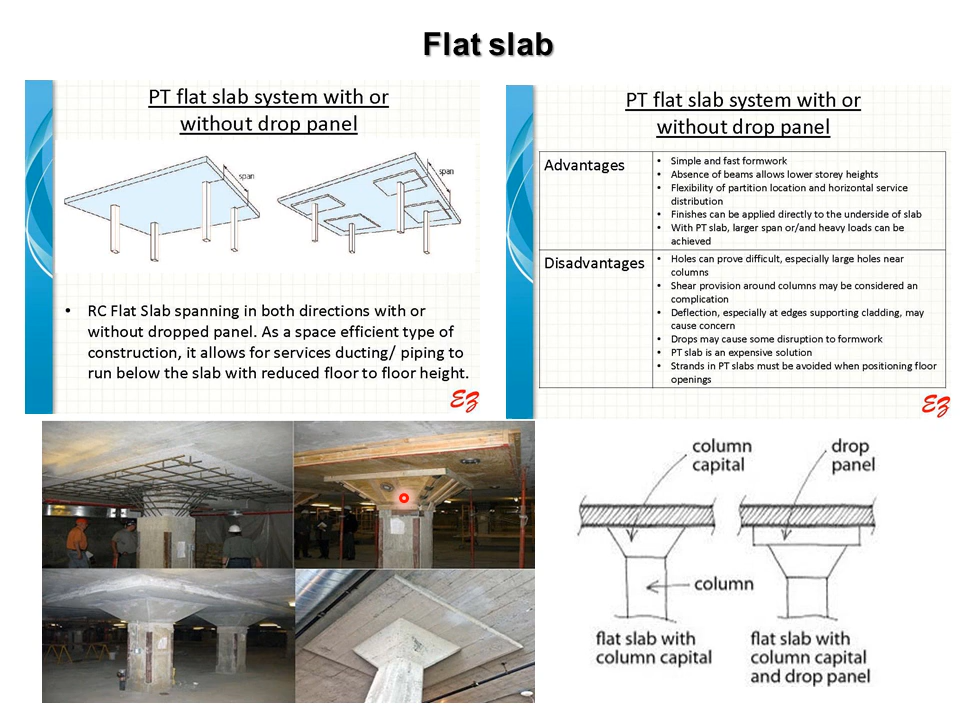 Flat slab
PT flat slab system with or
without drop panel
span
span
• RC Flat Slab spanning in both directions with or
without dropped panel. As a space efficient type of
construction, it allows for services ducting/ piping to
run below the slab with reduced floor to floor height.
EZ
PT flat slab system with or
without drop panel
Advantages
• Simple and fast formwork
• Absence of beams allows lower storey heights
• Flexibility of partition location and horizontal service
distribution
• Finishes can be applied directly to the underside of slab
• With PT slab, larger span or/and heavy loads can be
achieved
Disadvantages
• Holes can prove difficult, especially large holes near
columns
• Shear provision around columns may be considered an
complication
• Deflection, especially at edges supporting cladding, may
cause concern
• Drops may cause some disruption to formwork
• PT slab is an expensive solution
• Strands in PT slabs must be avoided when positioning floor
openings
EZ
column
capital
drop
panel
column
flat slab with
column capital
flat slab with
column capital
and drop panel